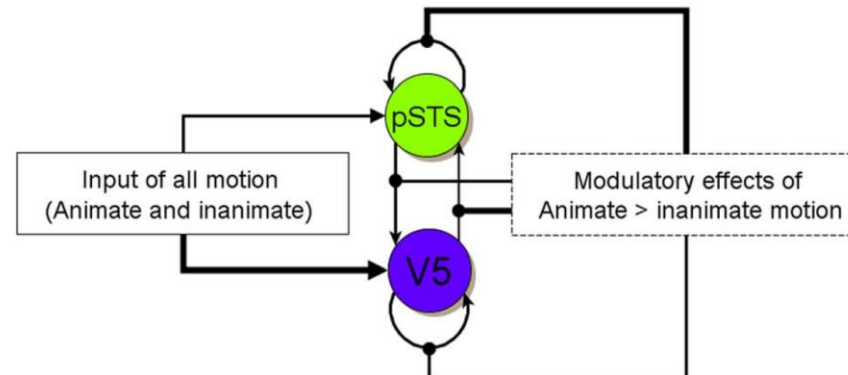 pSTS
Input of all motion
(Animate and inanimate)
Modulatory effects of
Animate > inanimate motion
V5